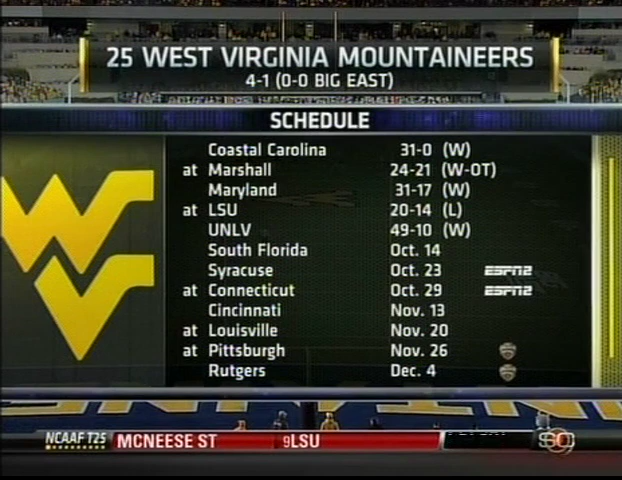 25 WEST VIRGINIA MOUNTAINEERS
4-1 (0-0 BIG EAST)
SCHEDULE
Coastal Carolina 31-0 (W)
at Marshall 24-21 (W-OT)
Maryland 31-17 (W)
at LSU 20-14 (L)
UNLV 49-10 (W)
South Florida Oct. 14
Syracuse Oct. 23 ESPN2
at Connecticut Oct. 29 ESPN2
Cincinnati Nov. 13
at Louisville Nov. 20
at Pittsburgh Nov. 26
Rutgers Dec. 4
NCAAF T25 MCNEESE ST 9LSU